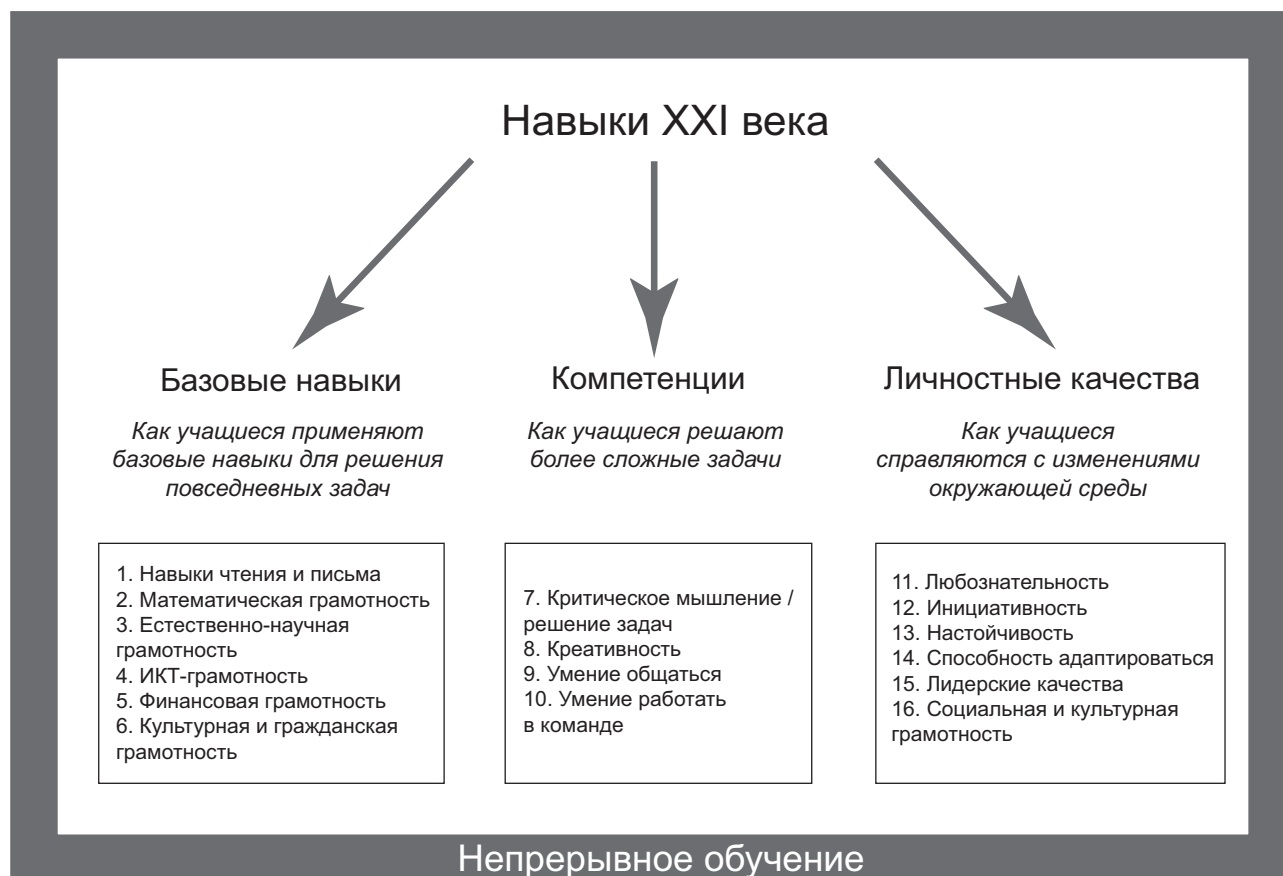 Навыки XXI века
Базовые навыки
Как учащиеся применяют
базовые навыки для решения
повседневных задач
1. Навыки чтения и письма
2. Математическая грамотность
3. Естественно-научная
грамотность
4. ИКТ-грамотность
5. Финансовая грамотность
6. Культурная и гражданская
грамотность
Компетенции
Как учащиеся решают
более сложные задачи
7. Критическое мышление /
решение задач
8. Креативность
9. Умение общаться
10. Умение работать
в команде
Личностные качества
Как учащиеся
справляются с изменениями
окружающей среды
11. Любознательность
12. Инициативность
13. Настойчивость
14. Способность адаптироваться
15. Лидерские качества
16. Социальная и культурная
грамотность
Непрерывное обучение